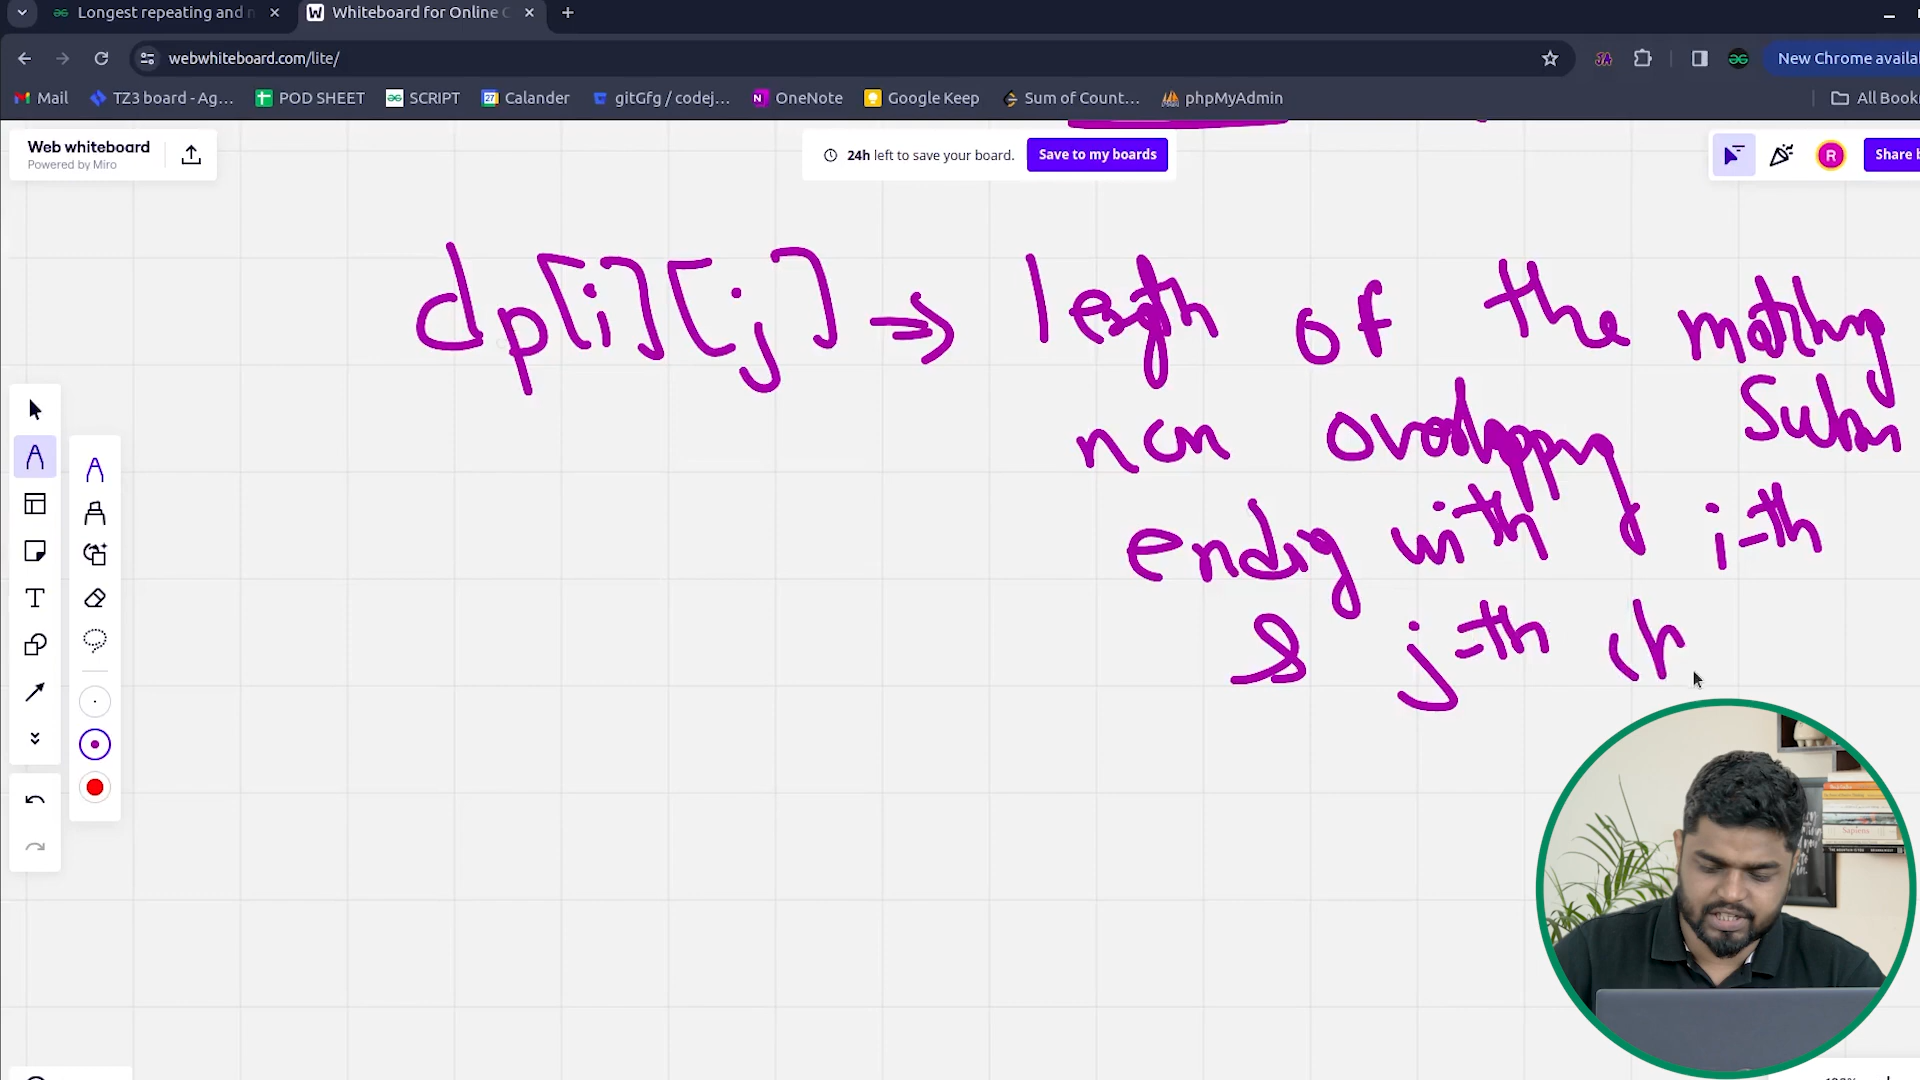 Longest repeating and n
Whiteboard for Online C
webwhiteboard.com/lite/
New Chrome availa
Mail
TZ3 board - Ag...
POD SHEET
SCRIPT
Calander
gitGfg / codej...
OneNote
Google Keep
Sum of Count...
phpMyAdmin
All Book
Web whiteboard
Powered by Miro
24h left to save your board.
Save to my boards
R
Share b
dp[i][j] → length of the matching
non overlapping Substr
ending with i-th
& j-th ch
Sapiens